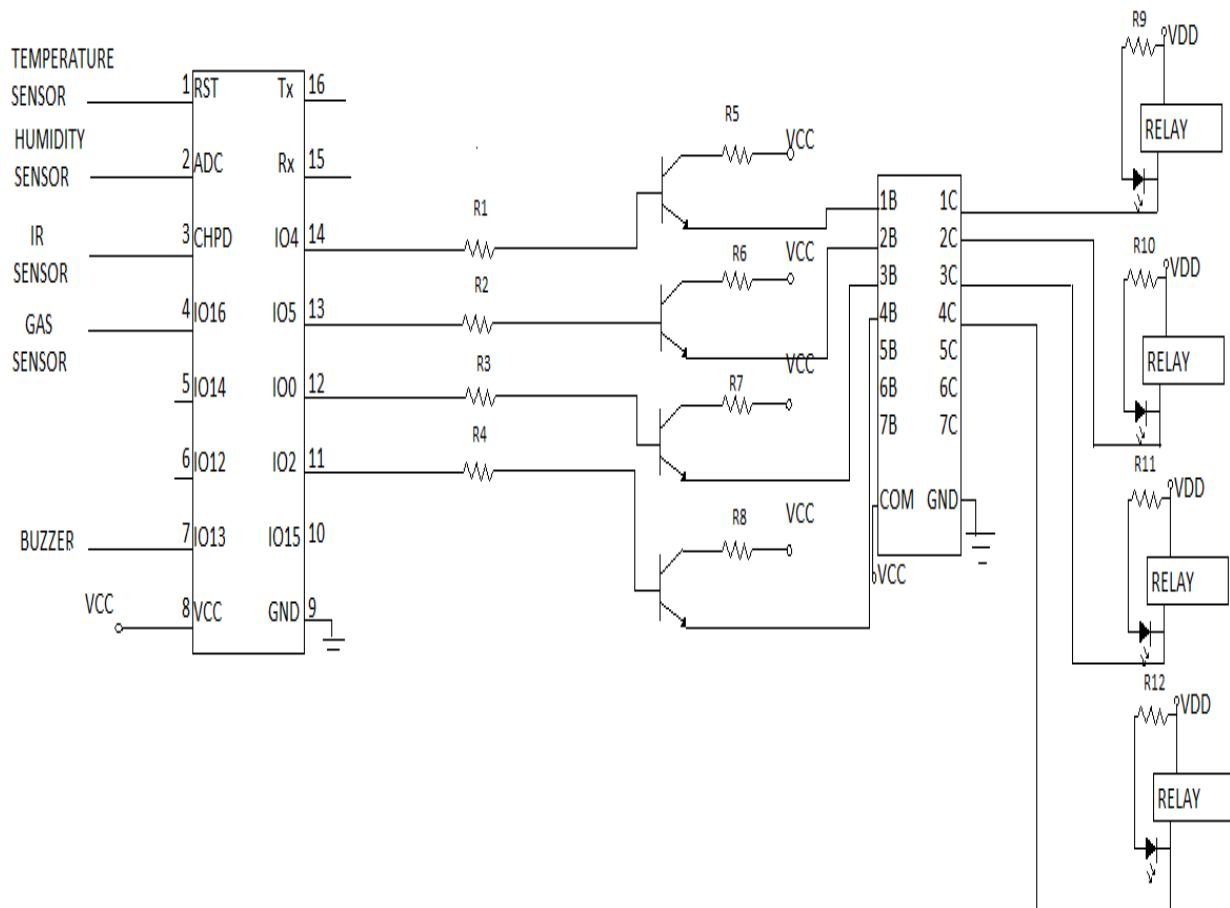 TEMPERATURE
SENSOR
HUMIDITY
SENSOR
IR
SENSOR
GAS
SENSOR
BUZZER
VCC
1 RST Tx 16
2 ADC Rx 15
3 CHPD IO4 14
4 IO16 IO5 13
5 IO14 IO0 12
6 IO12 IO2 11
7 IO13 IO15 10
8 VCC GND 9
R1
R2
R3
R4
R5
VCC
R6
VCC
R7
VCC
R8
VCC
1B 1C
2B 2C
3B 3C
4B 4C
5B 5C
6B 6C
7B 7C
COM GND
VCC
R9
VDD
RELAY
R10
VDD
RELAY
R11
VDD
RELAY
R12
VDD
RELAY